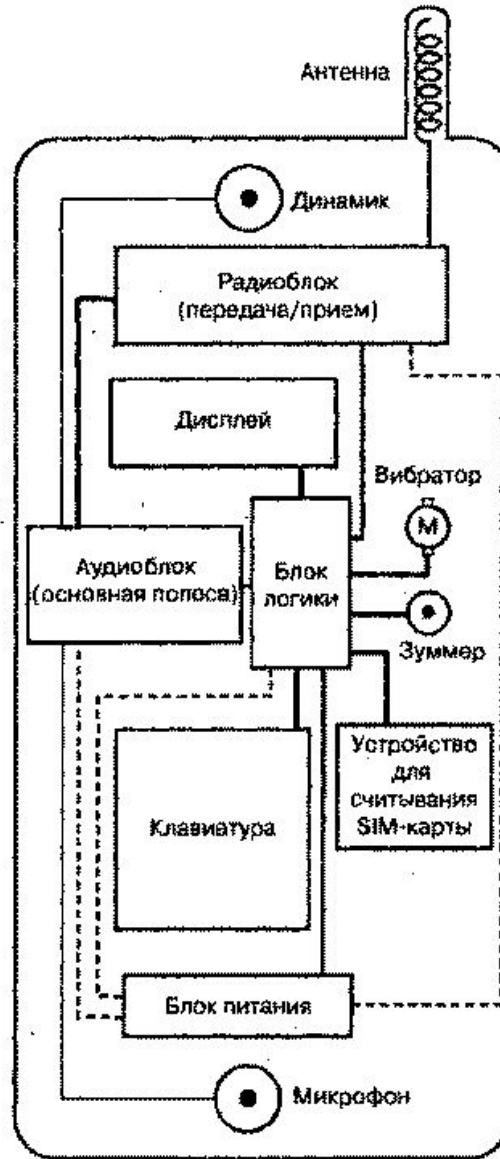 Антенна
Динамик
Радиоблок
(передача/прием)
Дисплей
Вибратор
М
Аудиоблок
(основная полоса)
Блок
логики
Зуммер
Устройство
для
считывания
SIM-карты
Клавиатура
Блок питания
Микрофон